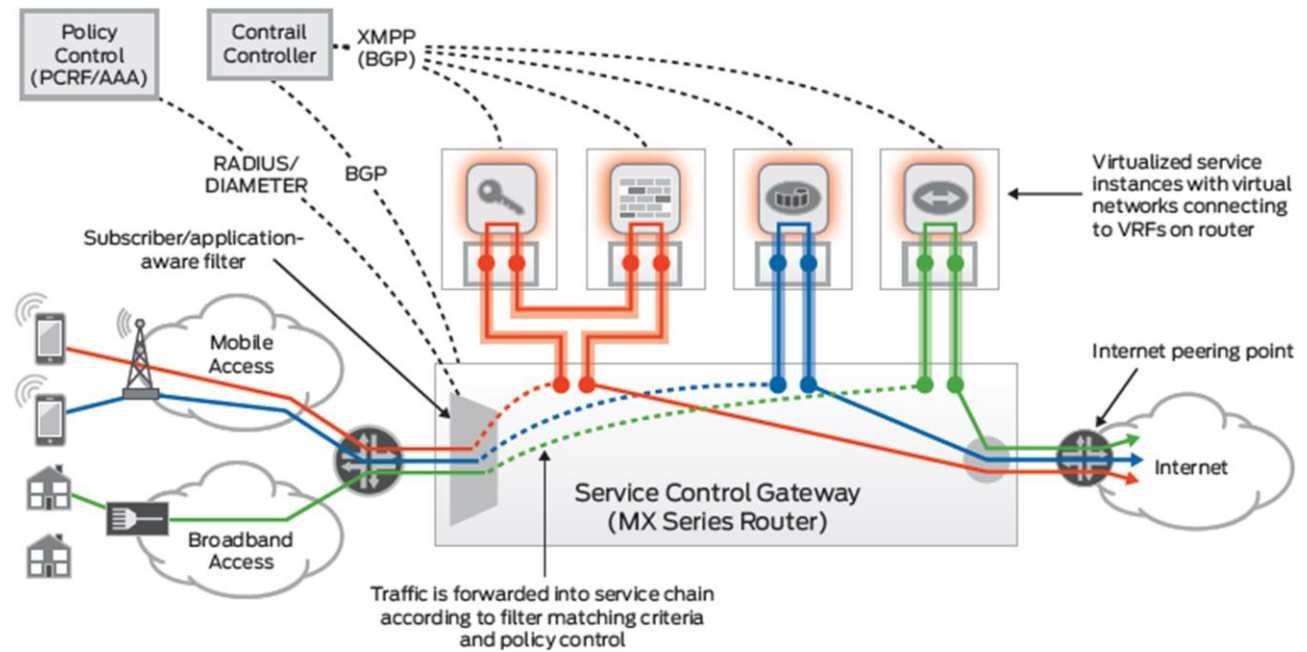 Policy
Control
(PCRF/AAA)
Contrail
Controller
XMPP
(BGP)
RADIUS/
DIAMETER
BGP
Virtualized service
instances with virtual
networks connecting
to VRFs on router
Subscriber/application-
aware filter
Mobile
Access
Internet peering point
Internet
Service Control Gateway
(MX Series Router)
Broadband
Access
Traffic is forwarded into service chain
according to filter matching criteria
and policy control